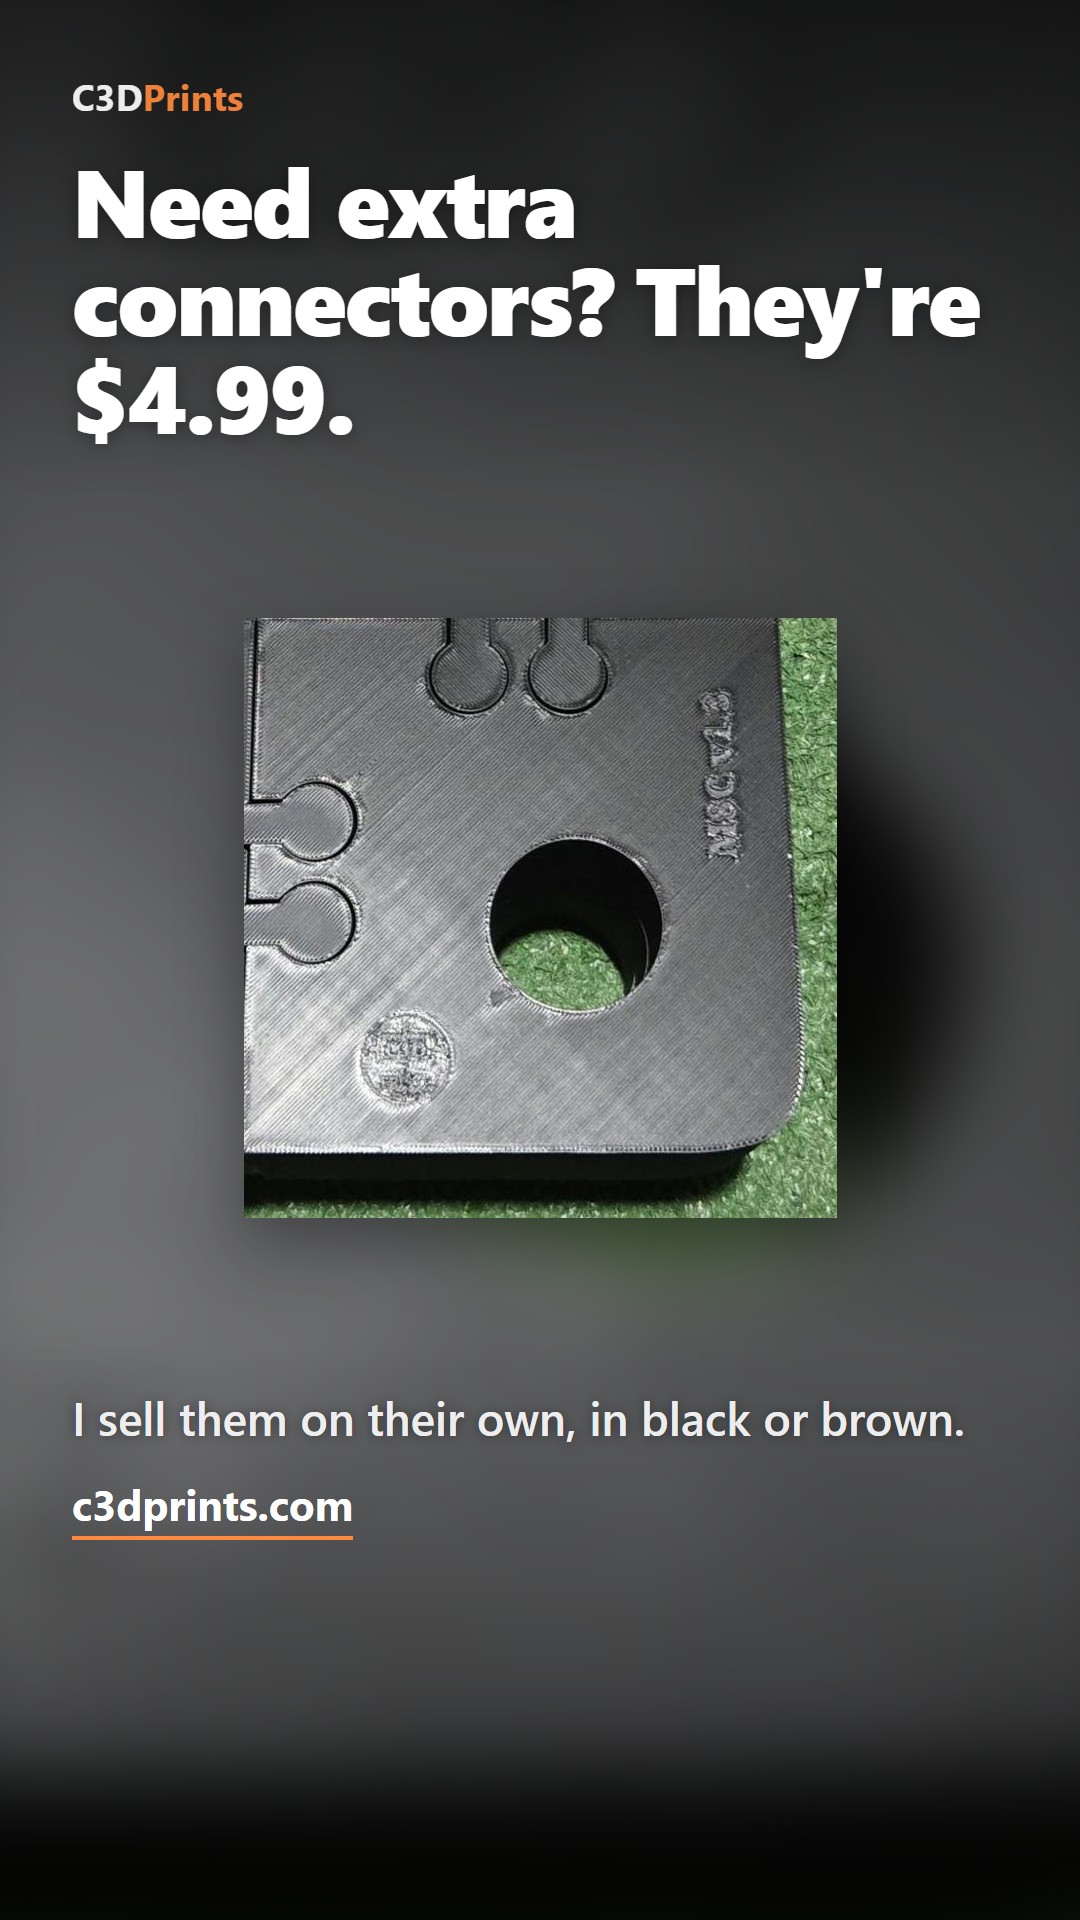 C3DPrints
Need extra
connectors? They're
$4.99.
MSC v1.3
I sell them on their own, in black or brown.
c3dprints.com